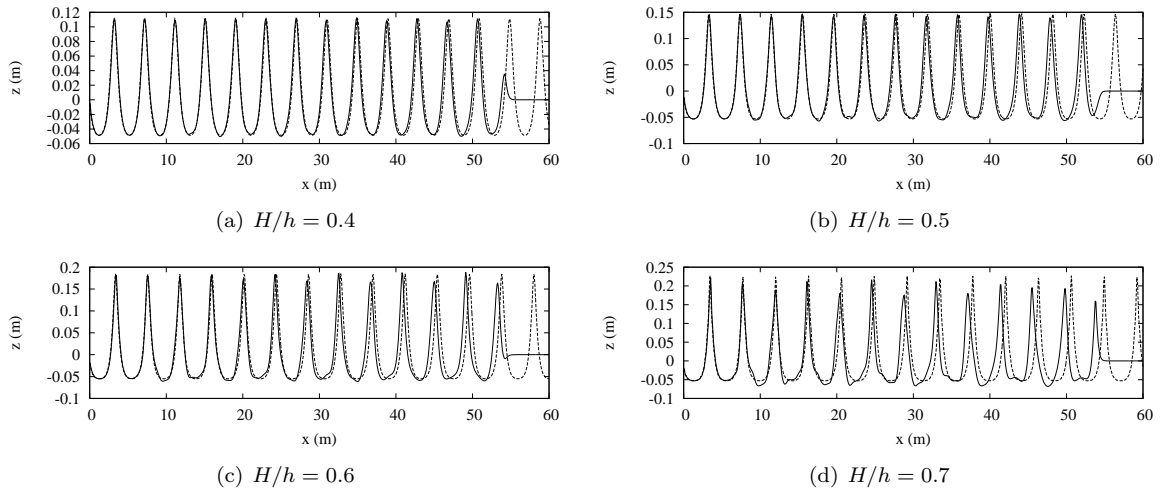 0.12
0.1
0.08
0.06
0.04
0.02
0
-0.02
-0.04
-0.06
z (m)
0 10 20 30 40 50 60
x (m)
(a) H/h = 0.4
0.15
0.1
0.05
0
-0.05
-0.1
z (m)
0 10 20 30 40 50 60
x (m)
(b) H/h = 0.5
0.2
0.15
0.1
0.05
0
-0.05
-0.1
z (m)
0 10 20 30 40 50 60
x (m)
(c) H/h = 0.6
0.25
0.2
0.15
0.1
0.05
0
-0.05
-0.1
z (m)
0 10 20 30 40 50 60
x (m)
(d) H/h = 0.7